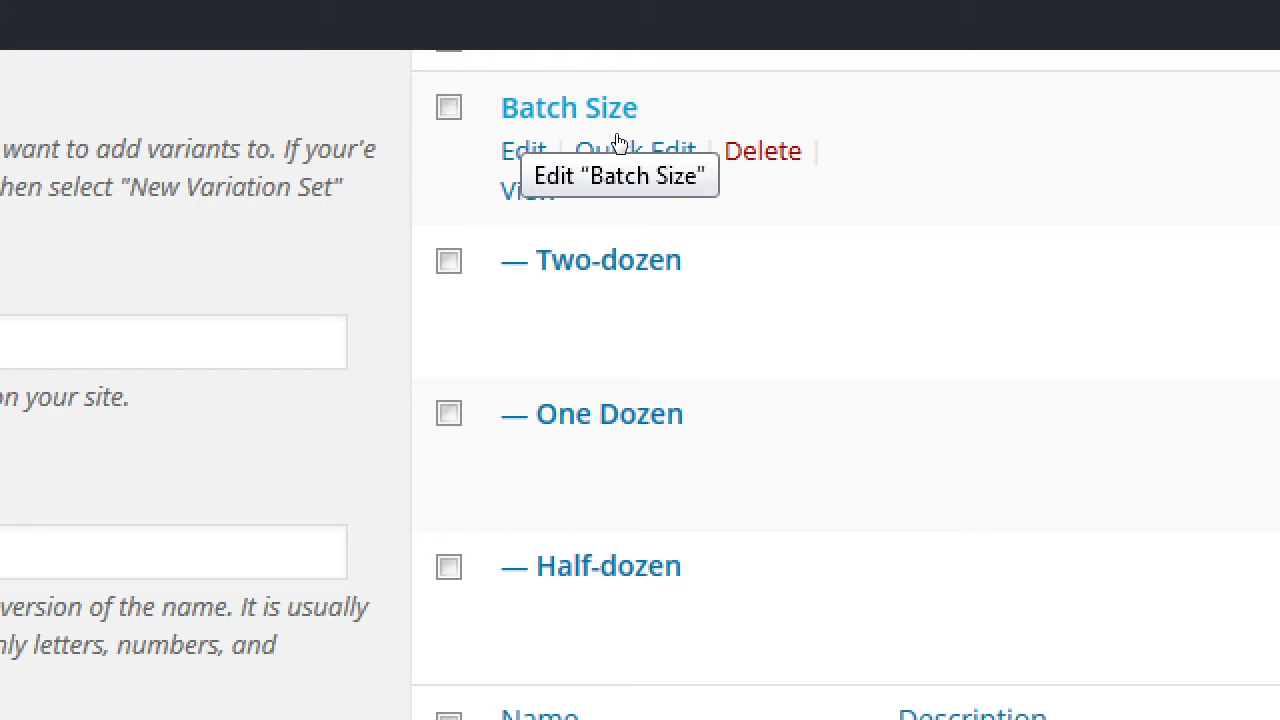 want to add variants to. If your'e
hen select "New Variation Set"
on your site.
version of the name. It is usually
nly letters, numbers, and
Batch Size
Edit | Quick Edit | Delete |
View
Edit "Batch Size"
— Two-dozen
— One Dozen
— Half-dozen
Name Description